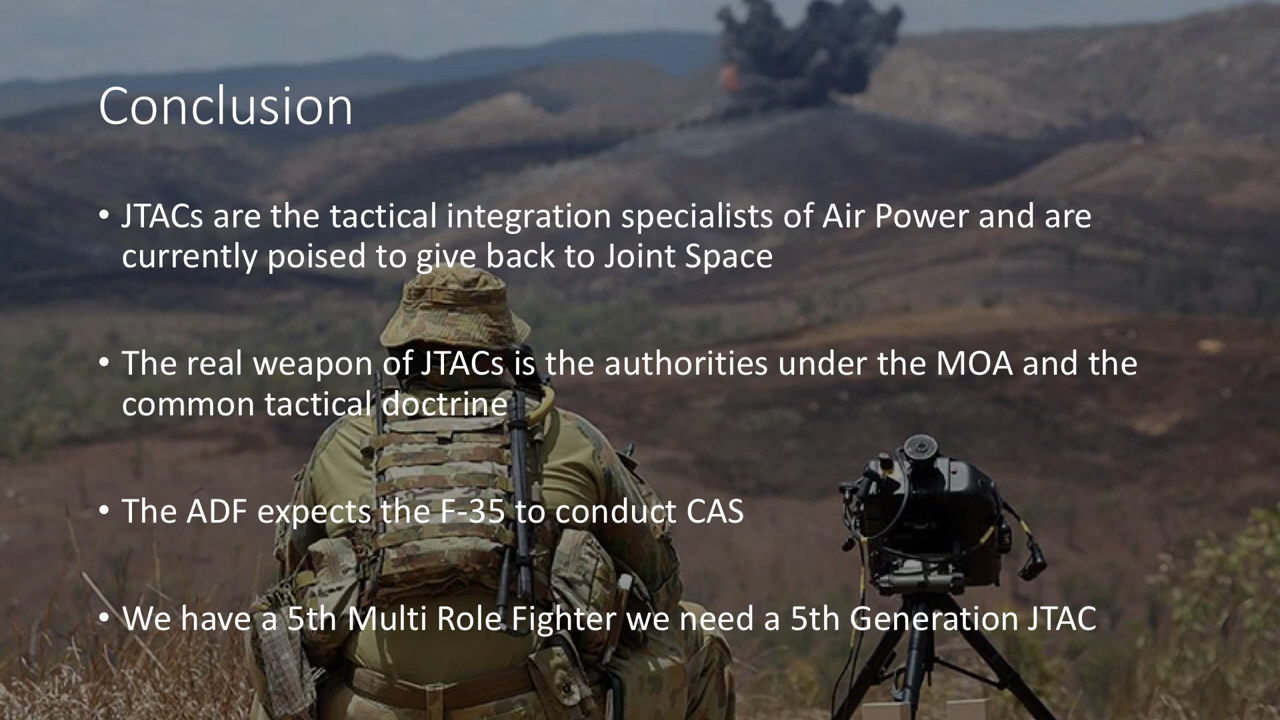 Conclusion
• JTACs are the tactical integration specialists of Air Power and are
currently poised to give back to Joint Space
• The real weapon of JTACs is the authorities under the MOA and the
common tactical doctrine
• The ADF expects the F-35 to conduct CAS
• We have a 5th Multi Role Fighter we need a 5th Generation JTAC